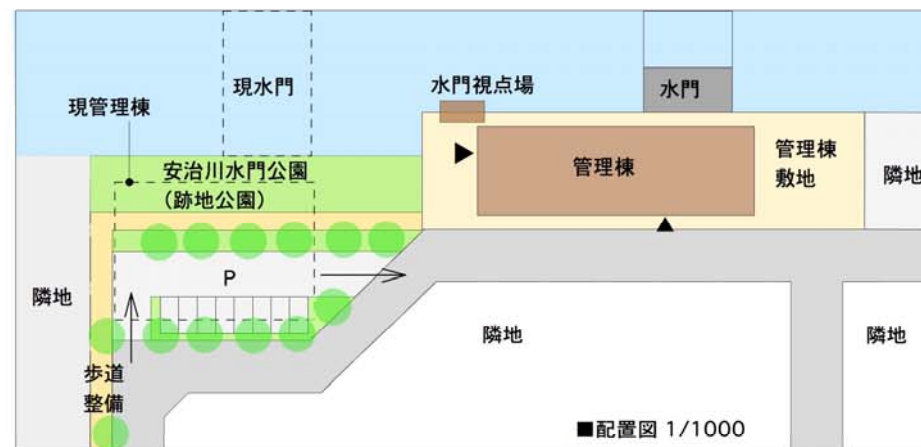 現水門
水門視点場
水門
現管理棟
安治川水門公園
（跡地公園）
管理棟
管理棟
敷地
隣地
P
隣地
隣地
隣地
歩道
整備
■配置図 1/1000